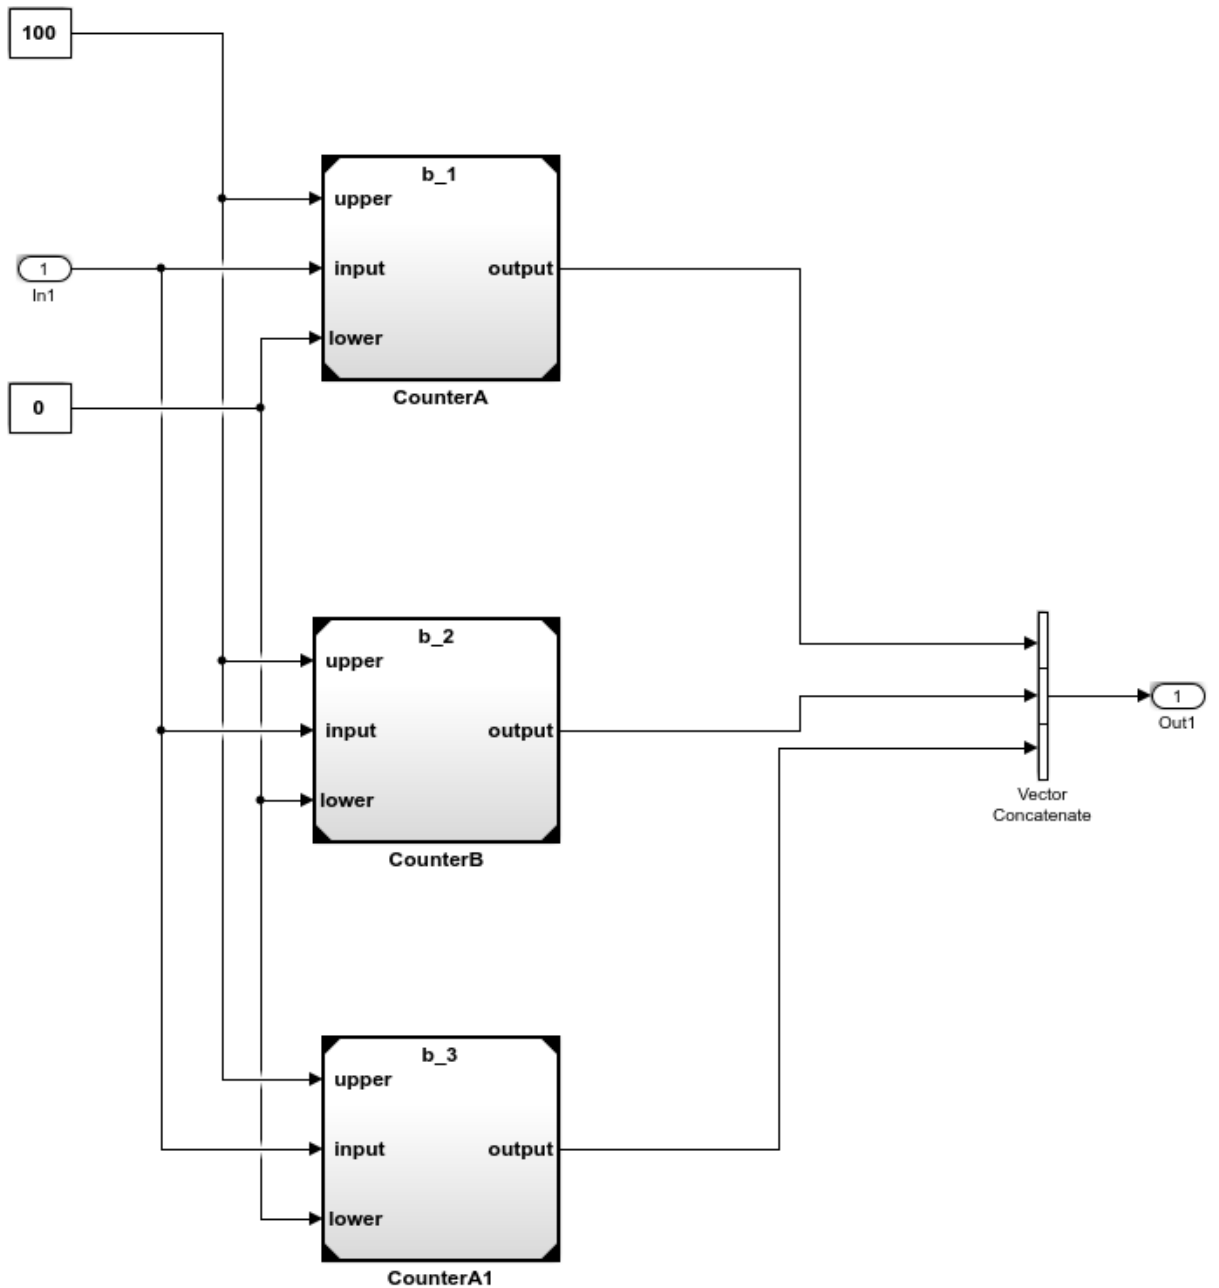 100
b_1
upper
1
input
output
In1
lower
CounterA
0
b_2
upper
input
output
lower
CounterB
1
Out1
Vector
Concatenate
b_3
upper
input
output
lower
CounterA1